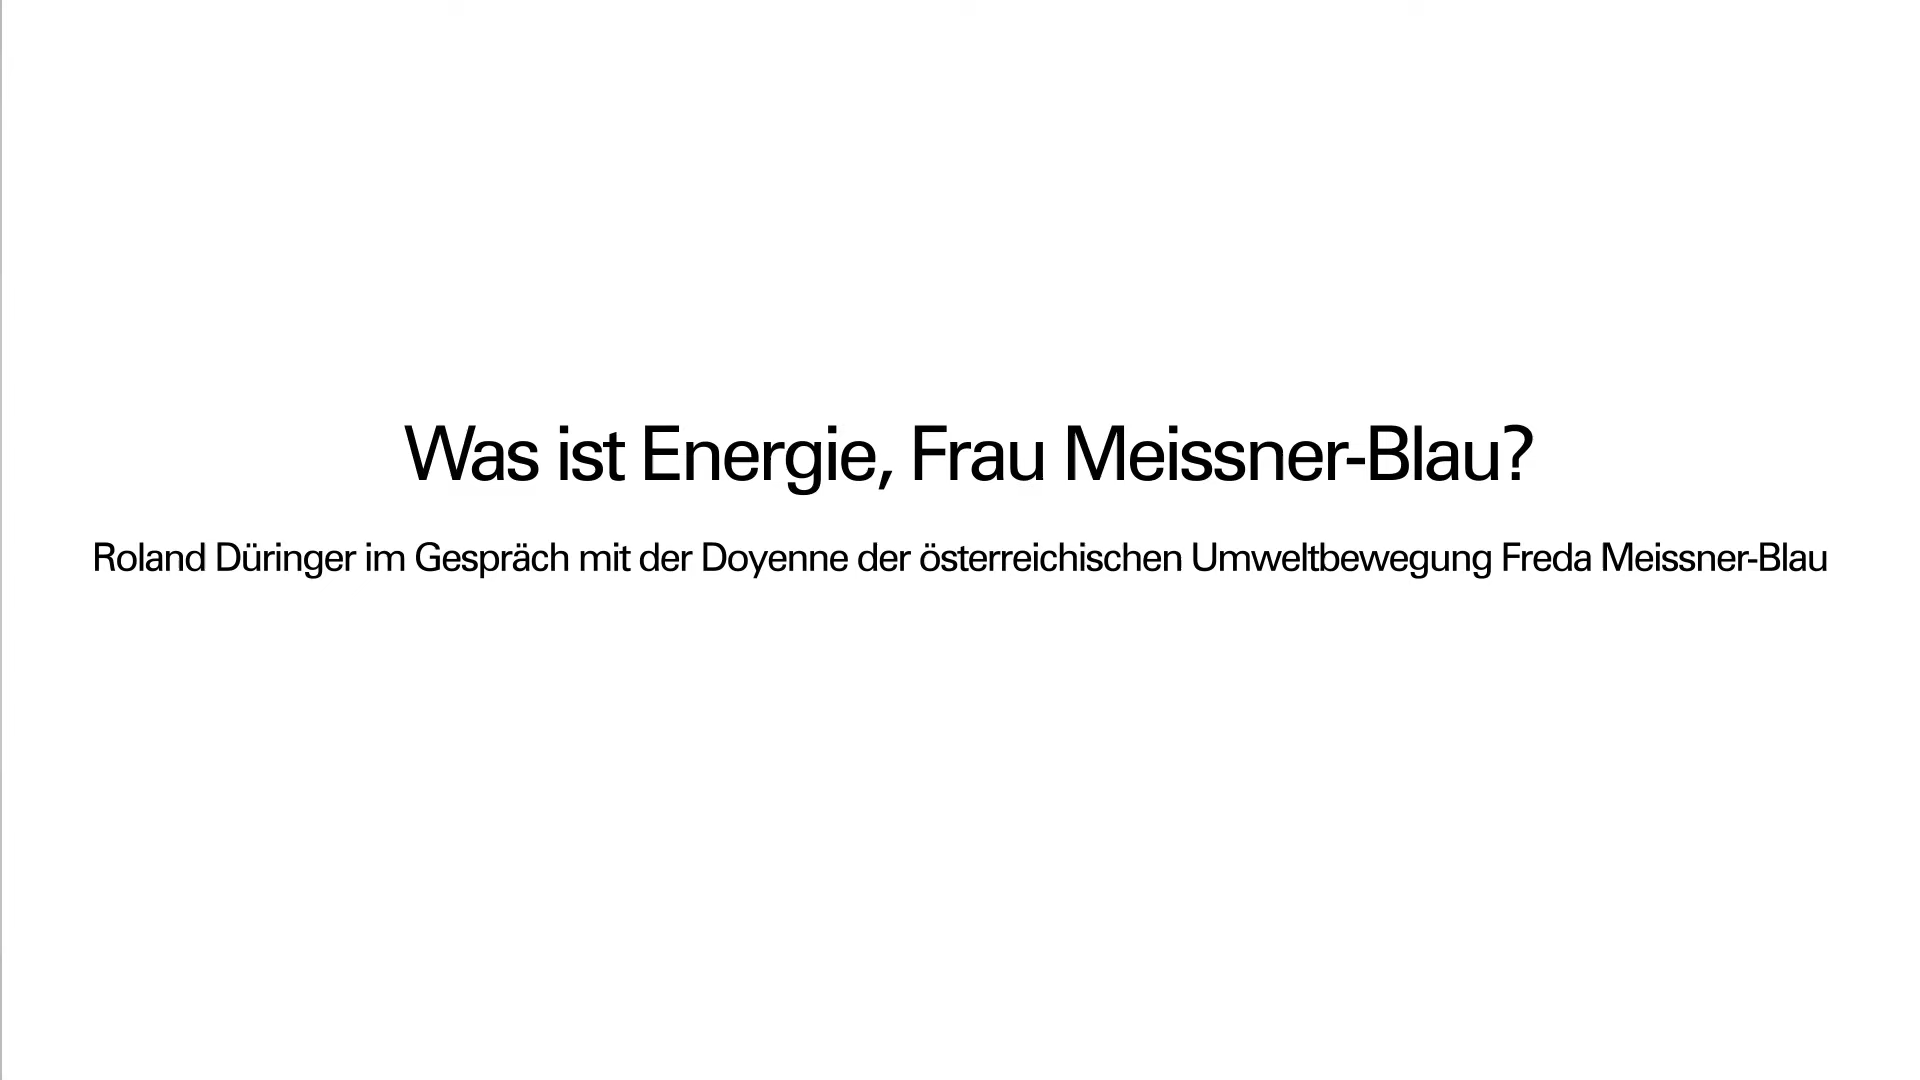 Was ist Energie, Frau Meissner-Blau?
Roland Düringer im Gespräch mit der Doyenne der österreichischen Umweltbewegung Freda Meissner-Blau